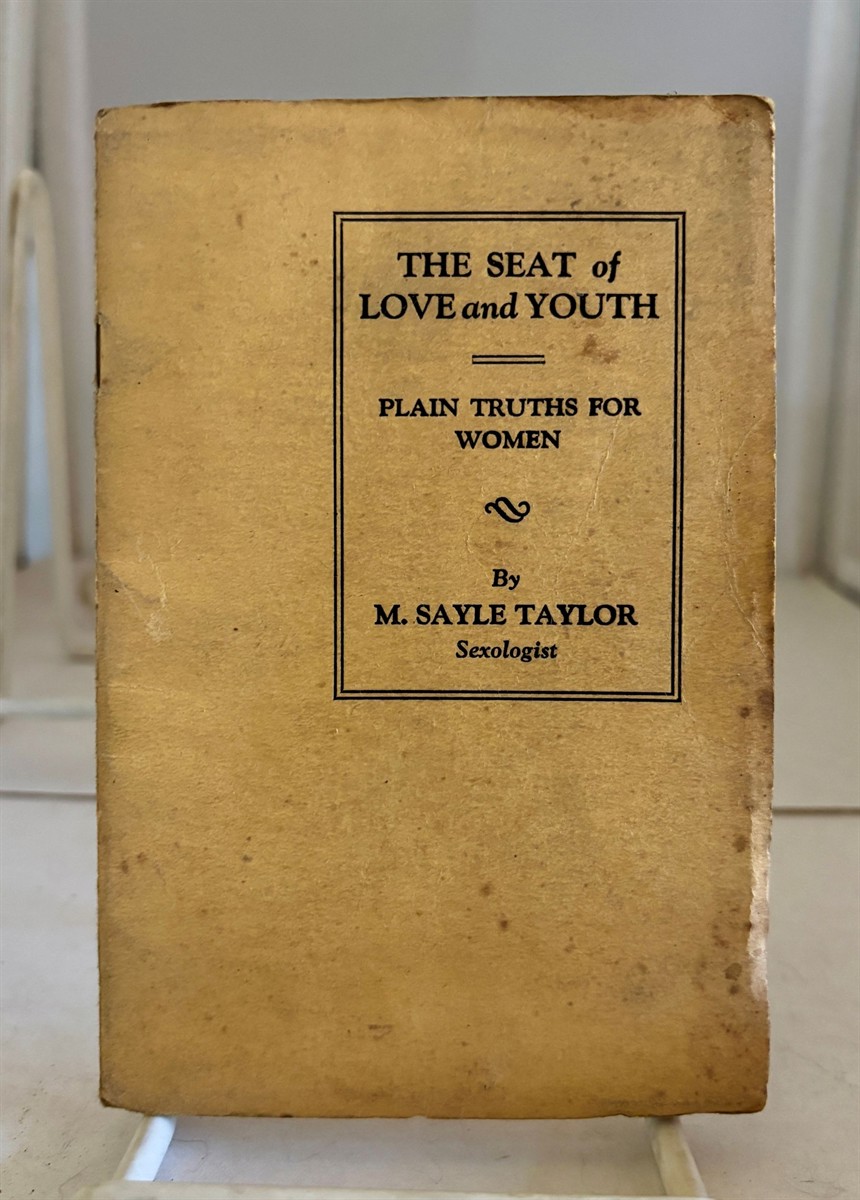 THE SEAT of
LOVE and YOUTH
PLAIN TRUTHS FOR
WOMEN
By
M. SAYLE TAYLOR
Sexologist